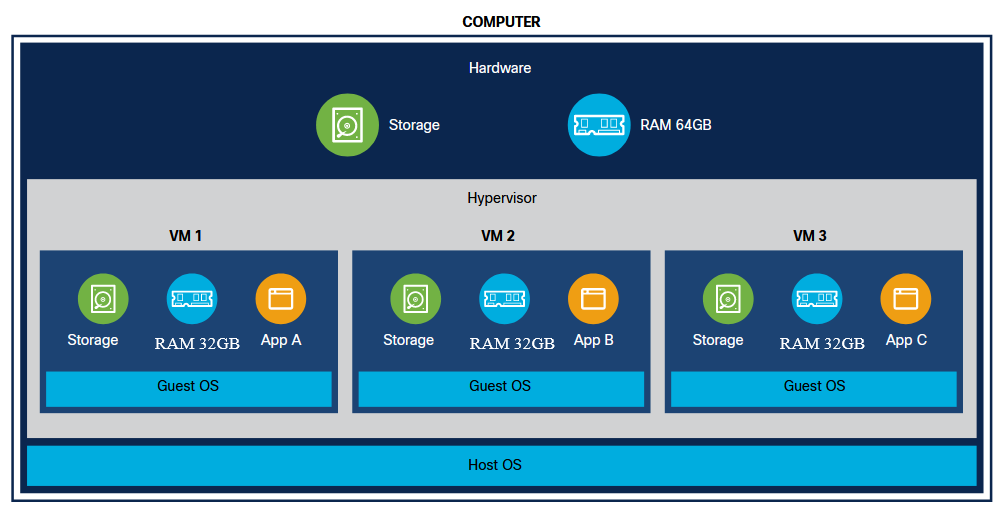 COMPUTER
Hardware
Storage
RAM 64GB
Hypervisor
VM 1
VM 2
VM 3
Storage
RAM 32GB
App A
Storage
RAM 32GB
App B
Storage
RAM 32GB
App C
Guest OS
Guest OS
Guest OS
Host OS